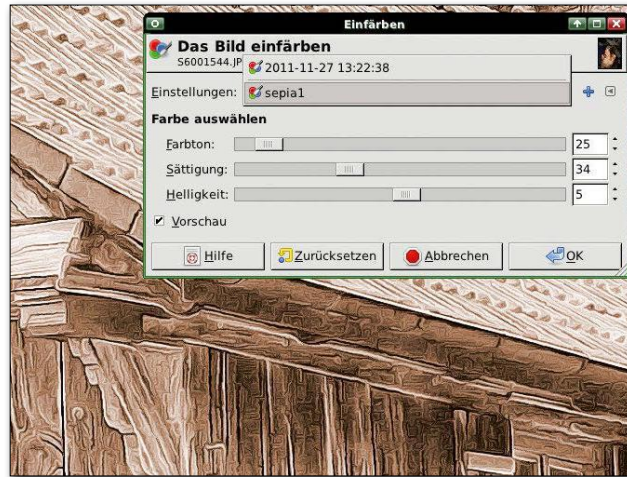 Einfärben
Das Bild einfärben
S6001544.JP
2011-11-27 13:22:38
Einstellungen: sepia1
Farbe auswählen
Farbton: 25
Sättigung: 34
Helligkeit: 5
Vorschau
Hilfe Zurücksetzen Abbrechen OK